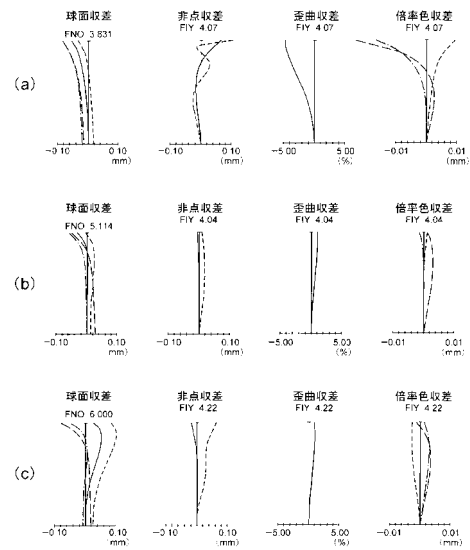 球面収差 非点収差 歪曲収差 倍率色収差
FNO 3.831 FIY 4.07 FIY 4.07 FIY 4.07
(a)
-0.10 0.10 -0.10 0.10 -5.00 5.00 -0.01 0.01
(mm) (mm) (%) (mm)
球面収差 非点収差 歪曲収差 倍率色収差
FNO 5.114 FIY 4.04 FIY 4.04 FIY 4.04
(b)
-0.10 0.10 -0.10 0.10 -5.00 5.03 -0.01 0.01
(mm) (mm) (%) (mm)
球面収差 非点収差 歪曲収差 倍率色収差
FNO 6.000 FIY 4.22 FIY 4.22 FIY 4.22
(c)
-0.10 0.10 -0.10 0.10 -5.00 5.00 -0.01 0.01
(mm) (mm) (%) (mm)